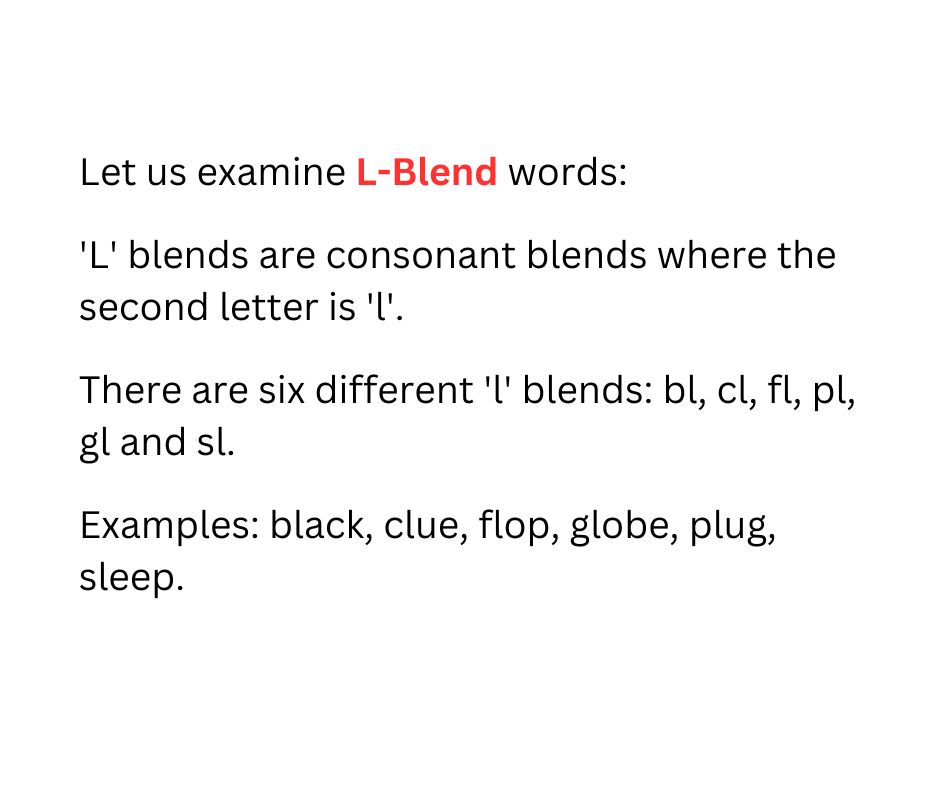 Let us examine L-Blend words:
'L' blends are consonant blends where the
second letter is 'l'.
There are six different 'l' blends: bl, cl, fl, pl,
gl and sl.
Examples: black, clue, flop, globe, plug,
sleep.